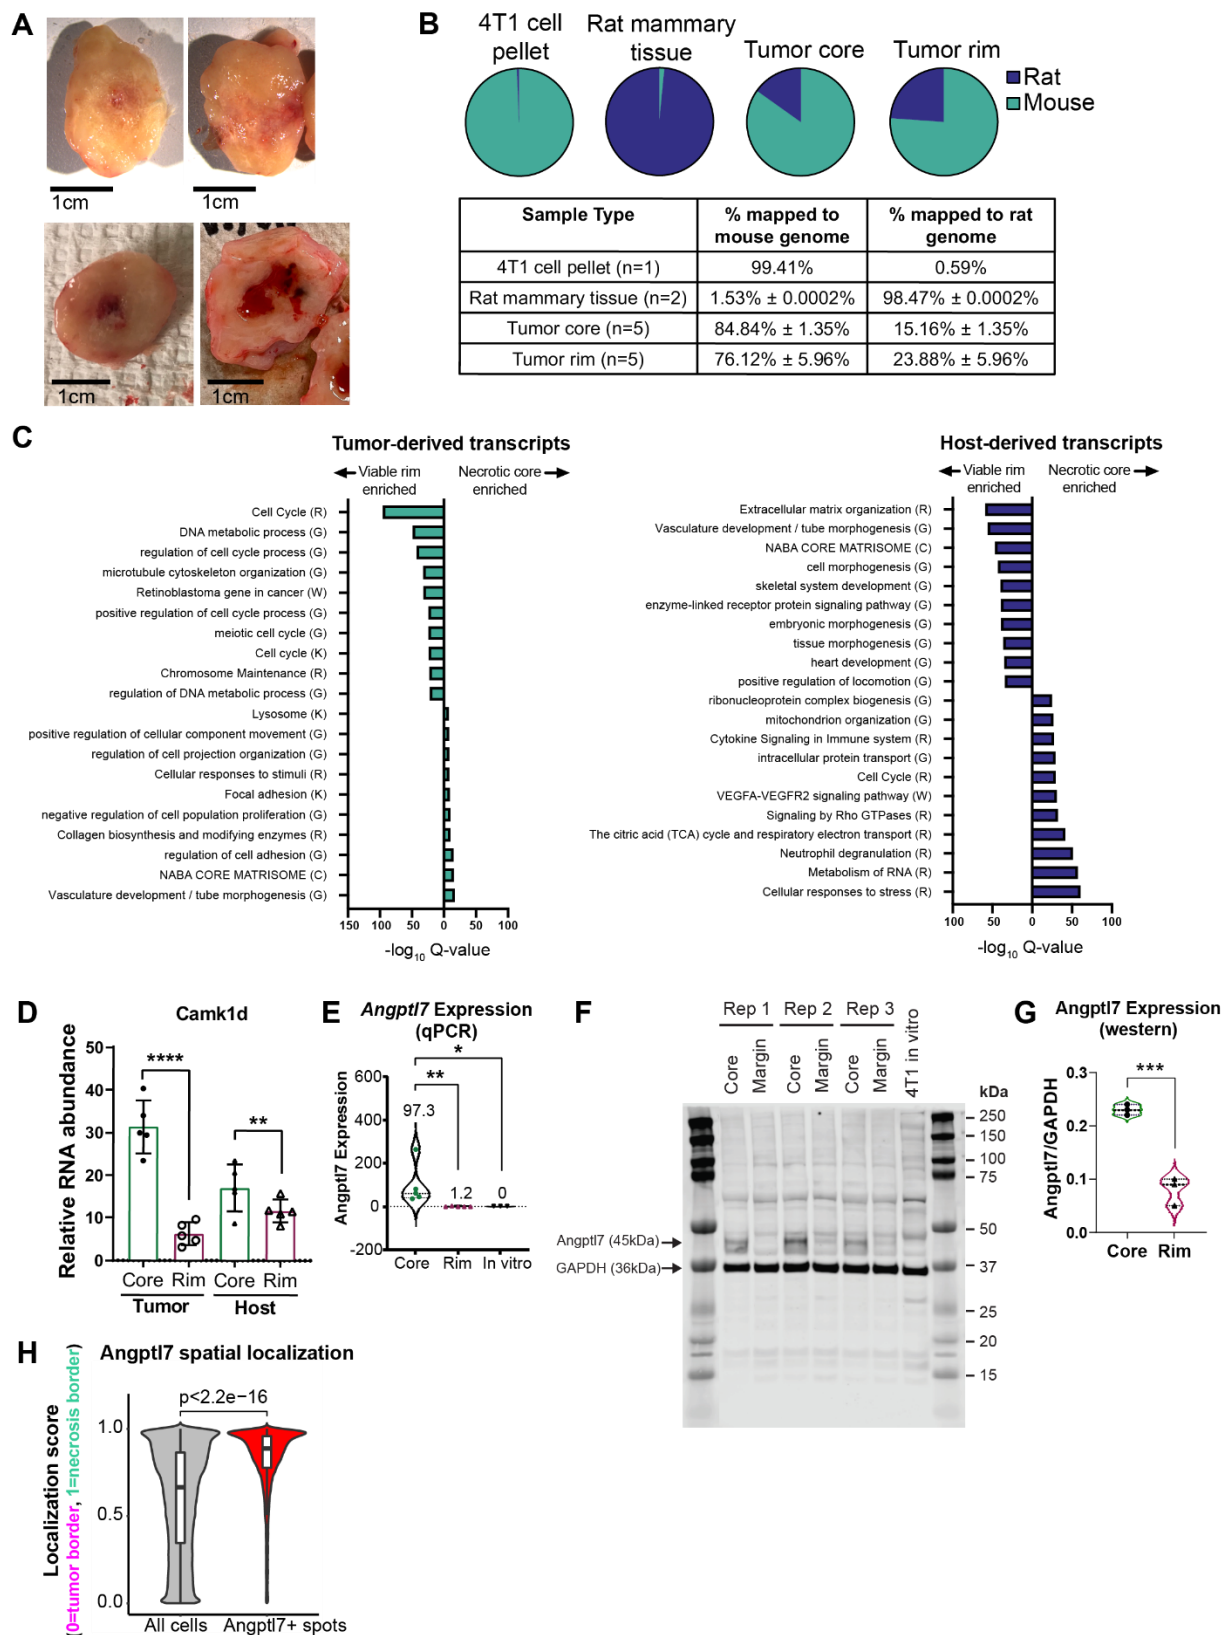 A
1cm
1cm
1cm
1cm
B
4T1 cell
pellet
Rat mammary
tissue
Tumor core
Tumor rim
Rat
Mouse
Sample Type | % mapped to mouse genome | % mapped to rat genome
4T1 cell pellet (n=1) | 99.41% | 0.59%
Rat mammary tissue (n=2) | 1.53% ± 0.0002% | 98.47% ± 0.0002%
Tumor core (n=5) | 84.84% ± 1.35% | 15.16% ± 1.35%
Tumor rim (n=5) | 76.12% ± 5.96% | 23.88% ± 5.96%
C
Tumor-derived transcripts
Viable rim
enriched
Necrotic core
enriched
Cell Cycle (R)
DNA metabolic process (G)
regulation of cell cycle process (G)
microtubule cytoskeleton organization (G)
Retinoblastoma gene in cancer (W)
positive regulation of cell cycle process (G)
meiotic cell cycle (G)
Cell cycle (K)
Chromosome Maintenance (R)
regulation of DNA metabolic process (G)
Lysosome (K)
positive regulation of cellular component movement (G)
regulation of cell projection organization (G)
Cellular responses to stimuli (R)
Focal adhesion (K)
negative regulation of cell population proliferation (G)
Collagen biosynthesis and modifying enzymes (R)
regulation of cell adhesion (G)
NABA CORE MATRISOME (C)
Vasculature development / tube morphogenesis (G)
150 100 50 0 50 100
-log10 Q-value
Host-derived transcripts
Viable rim
enriched
Necrotic core
enriched
Extracellular matrix organization (R)
Vasculature development / tube morphogenesis (G)
NABA CORE MATRISOME (C)
cell morphogenesis (G)
skeletal system development (G)
enzyme-linked receptor protein signaling pathway (G)
embryonic morphogenesis (G)
tissue morphogenesis (G)
heart development (G)
positive regulation of locomotion (G)
ribonucleoprotein complex biogenesis (G)
mitochondrion organization (G)
Cytokine Signaling in Immune system (R)
intracellular protein transport (G)
Cell Cycle (R)
VEGFA-VEGFR2 signaling pathway (W)
Signaling by Rho GTPases (R)
The citric acid (TCA) cycle and respiratory electron transport (R)
Neutrophil degranulation (R)
Metabolism of RNA (R)
Cellular responses to stress (R)
100 50 0 50 100
-log10 Q-value
D
Camk1d
Relative RNA abundance
50
40
30
20
10
0
****
**
Core Rim Core Rim
Tumor Host
E
Angptl7 Expression
(qPCR)
Angptl7 Expression
600
400
200
0
-200
*
**
97.3
1.2
0
Core Rim In vitro
F
Rep 1 Rep 2 Rep 3
Core
Margin
Core
Margin
Core
Margin
4T1 in vitro
kDa
250
150
100
75
50
37
25
20
15
Angptl7 (45kDa)
GAPDH (36kDa)
G
Angptl7 Expression
(western)
Angptl7/GAPDH
***
0.3
0.2
0.1
0.0
Core Rim
H
Angptl7 spatial localization
Localization score
(0=tumor border, 1=necrosis border)
p<2.2e−16
1.0
0.5
0.0
All cells Angptl7+ spots